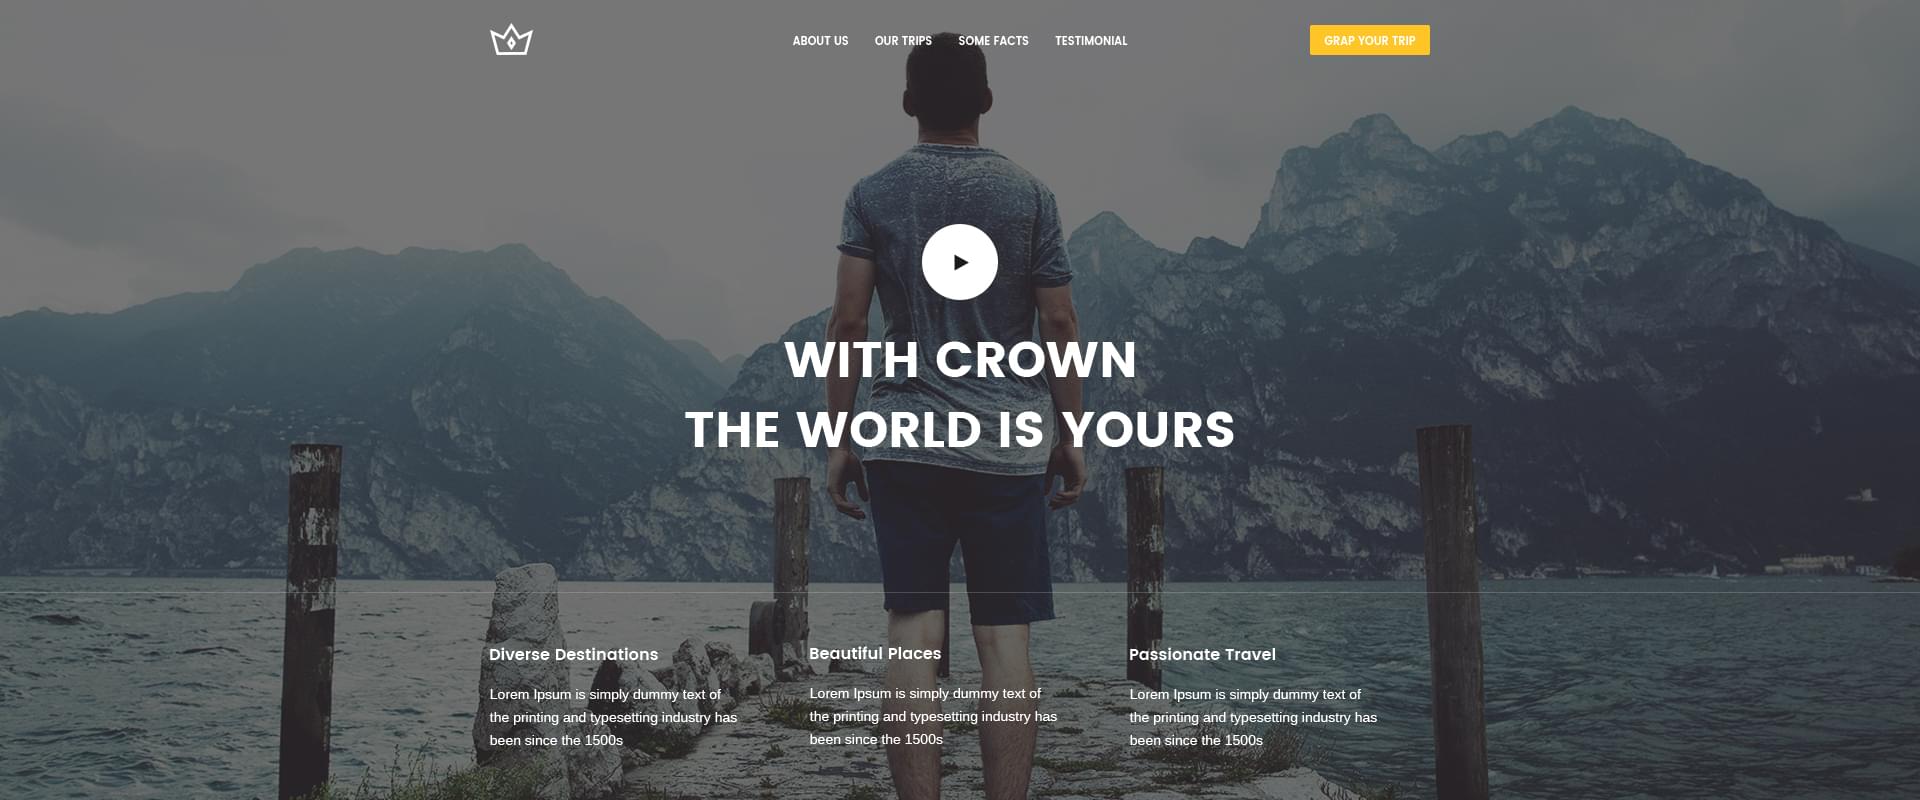 ABOUT US
OUR TRIPS
SOME FACTS
TESTIMONIAL
GRAP YOUR TRIP
WITH CROWN
THE WORLD IS YOURS
Diverse Destinations
Lorem Ipsum is simply dummy text of
the printing and typesetting industry has
been since the 1500s
Beautiful Places
Lorem Ipsum is simply dummy text of
the printing and typesetting industry has
been since the 1500s
Passionate Travel
Lorem Ipsum is simply dummy text of
the printing and typesetting industry has
been since the 1500s